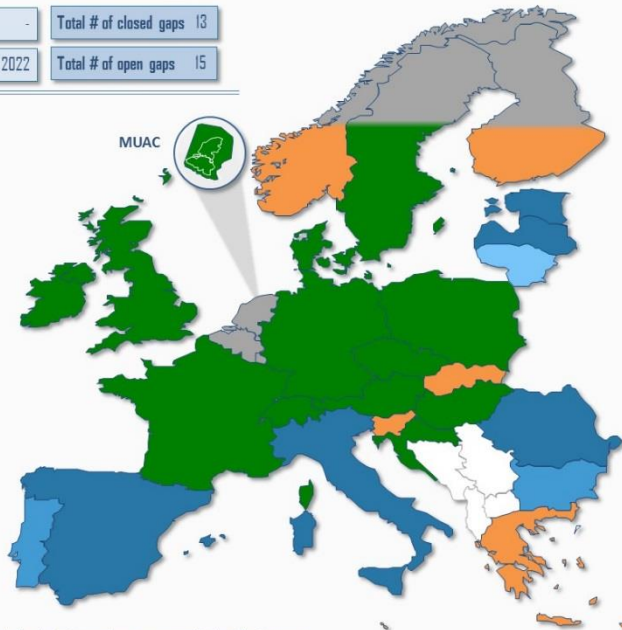 -
Total # of closed gaps 13
2022
Total # of open gaps 15
MUAC